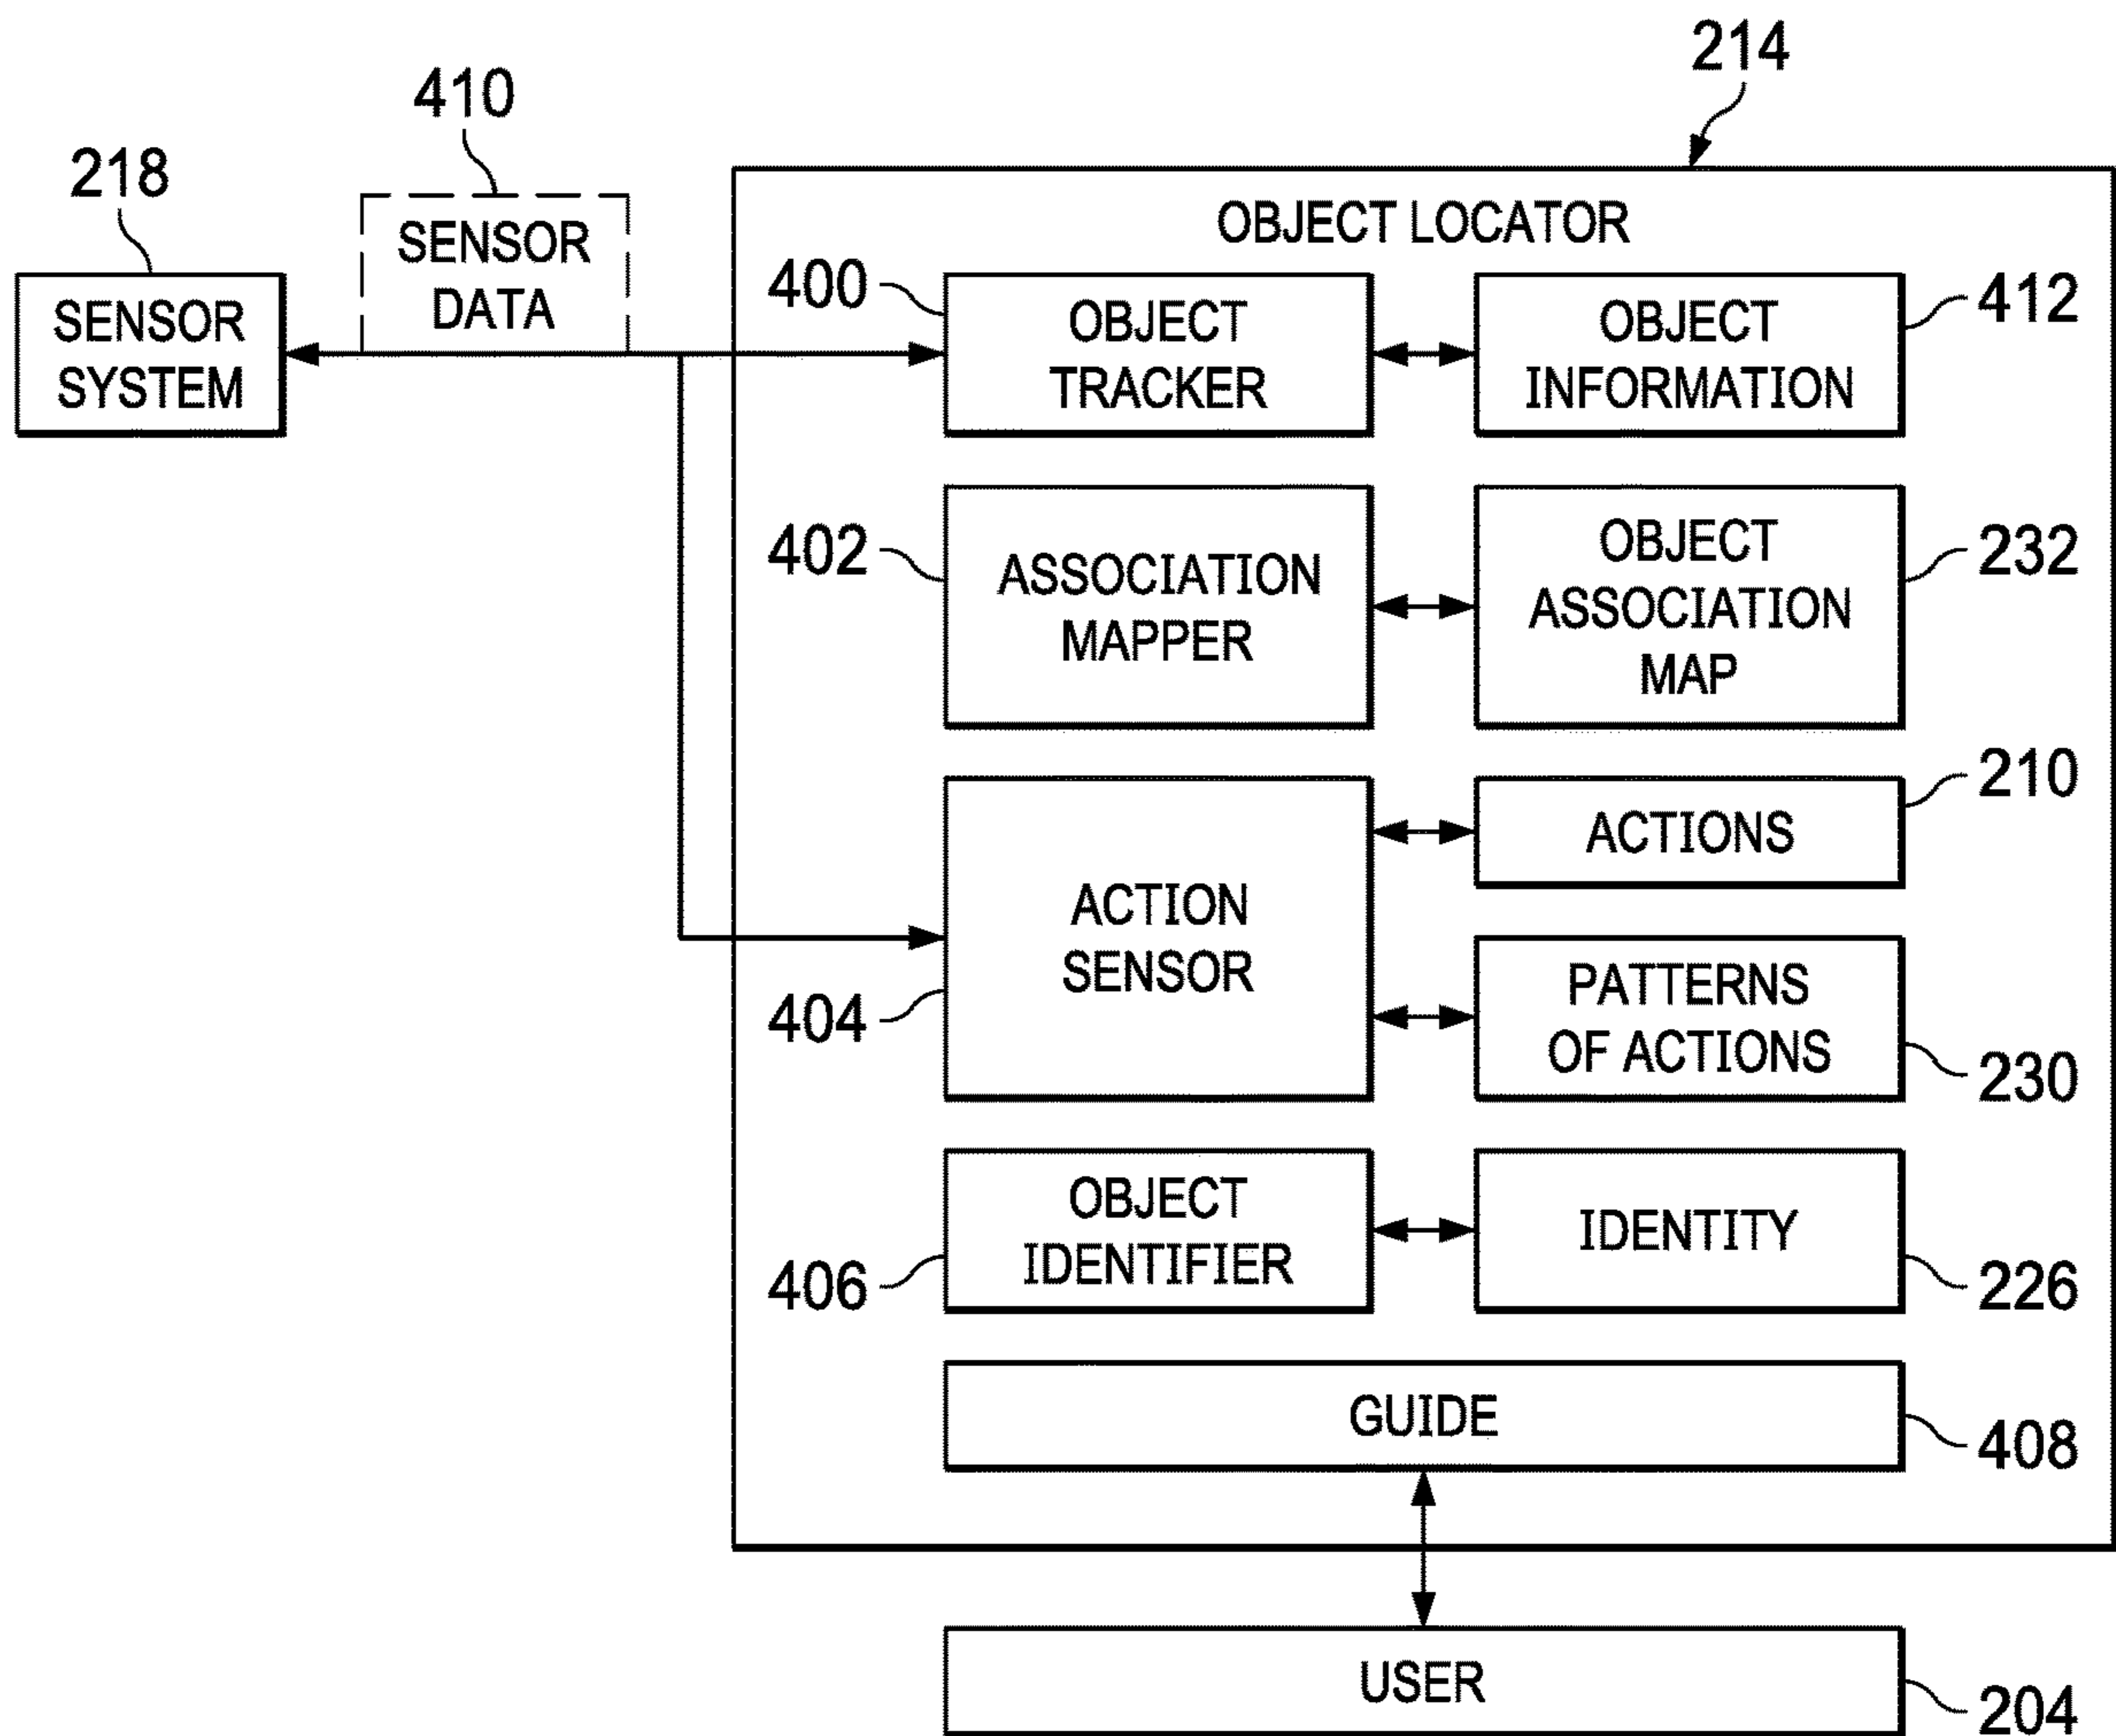 214
410
218
SENSOR
DATA
OBJECT LOCATOR
SENSOR
SYSTEM
400
OBJECT
TRACKER
OBJECT
INFORMATION
412
402
ASSOCIATION
MAPPER
OBJECT
ASSOCIATION
MAP
232
404
ACTION
SENSOR
ACTIONS
210
PATTERNS
OF ACTIONS
230
406
OBJECT
IDENTIFIER
IDENTITY
226
GUIDE
408
USER
204